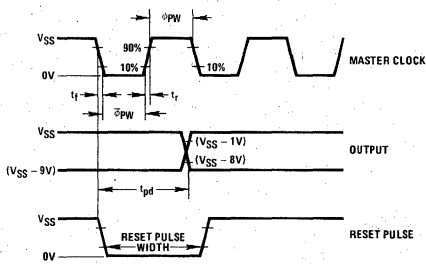 ϕPW
VSS
90%
10%
10%
0V
MASTER CLOCK
tf
tr
ϕ̅PW
VSS
(VSS – 1V)
OUTPUT
(VSS – 8V)
(VSS – 9V)
tpd
VSS
RESET PULSE
WIDTH
RESET PULSE
0V